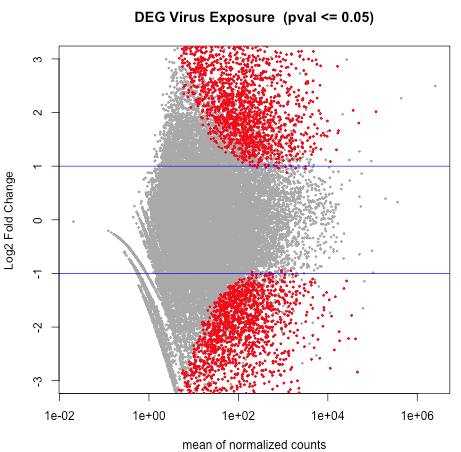 DEG Virus Exposure  (pval <= 0.05)
3
2
1
0
-1
-2
-3
Log2 Fold Change
1e-02
1e+00
1e+02
1e+04
1e+06
mean of normalized counts